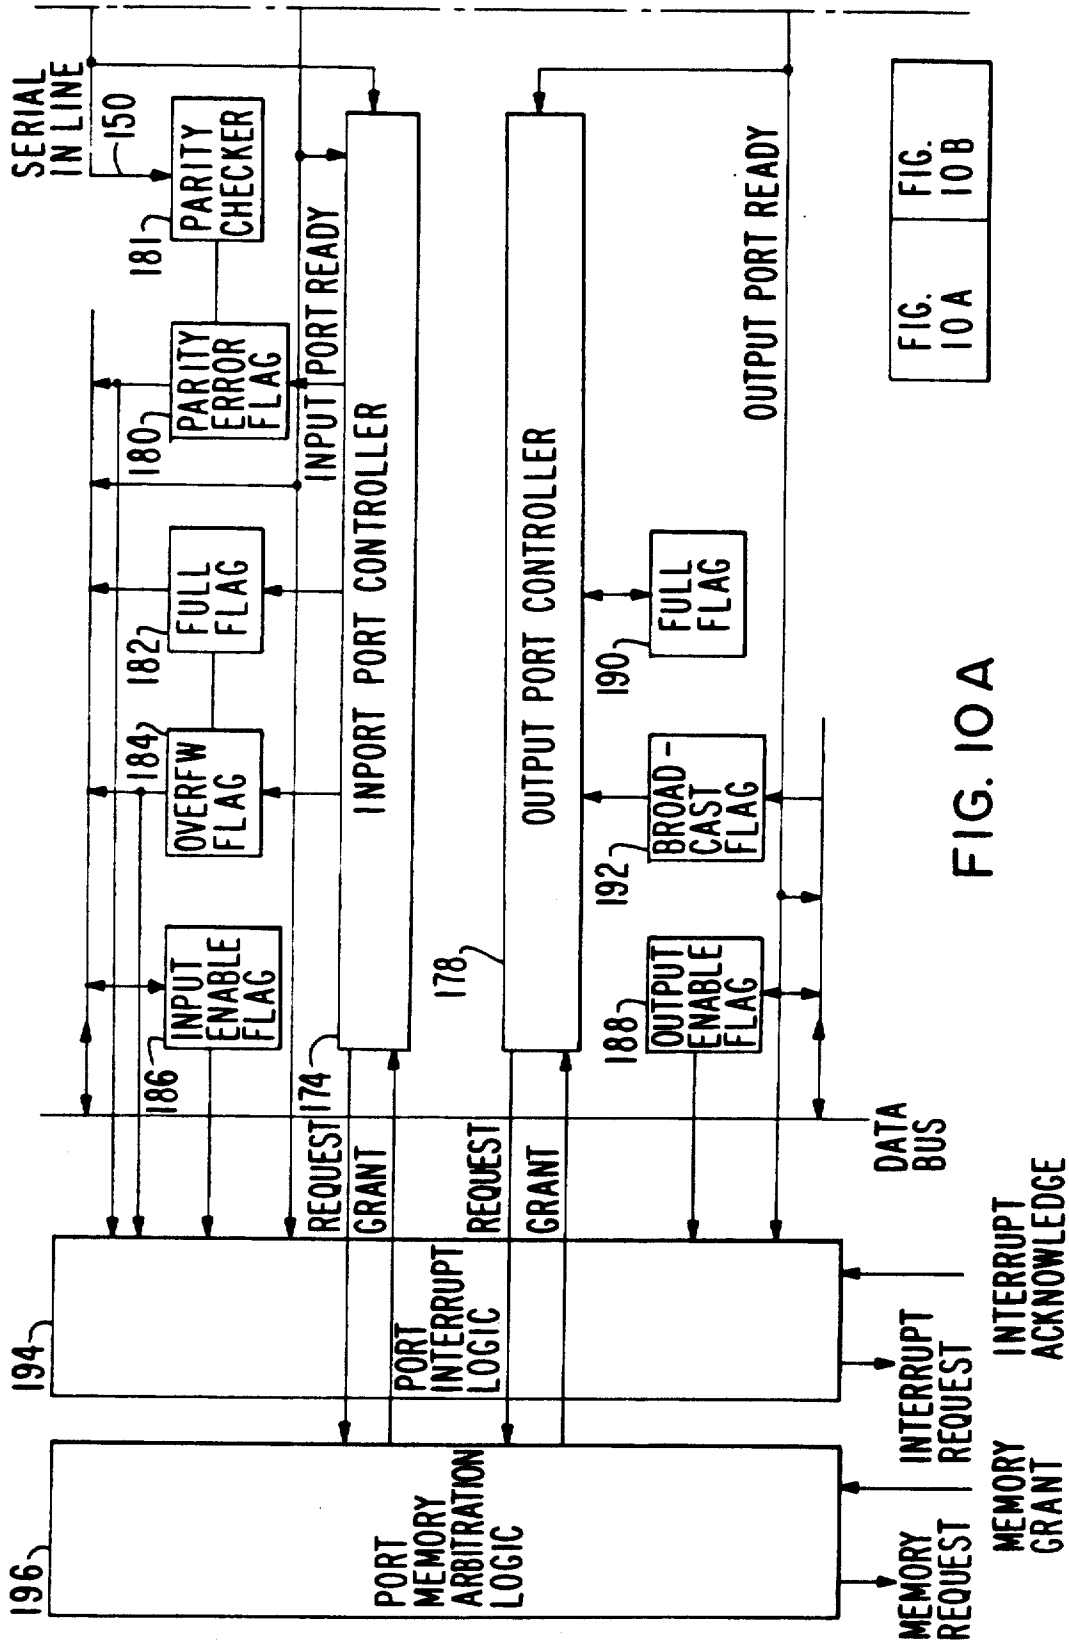 SERIAL
IN LINE
150
181
PARITY
CHECKER
180
PARITY
ERROR
FLAG
182
FULL
FLAG
184
OVERFW
FLAG
186
INPUT
ENABLE
FLAG
INPUT PORT READY
174
INPORT PORT CONTROLLER
REQUEST
GRANT
178
OUTPUT PORT CONTROLLER
REQUEST
GRANT
190
FULL
FLAG
192
BROAD-
CAST
FLAG
188
OUTPUT
ENABLE
FLAG
OUTPUT PORT READY
DATA
BUS
194
PORT
INTERRUPT
LOGIC
INTERRUPT
ACKNOWLEDGE
INTERRUPT
REQUEST
196
PORT
MEMORY
ARBITRATION
LOGIC
MEMORY
GRANT
MEMORY
REQUEST
FIG.
10A
FIG.
10B
FIG. 10A